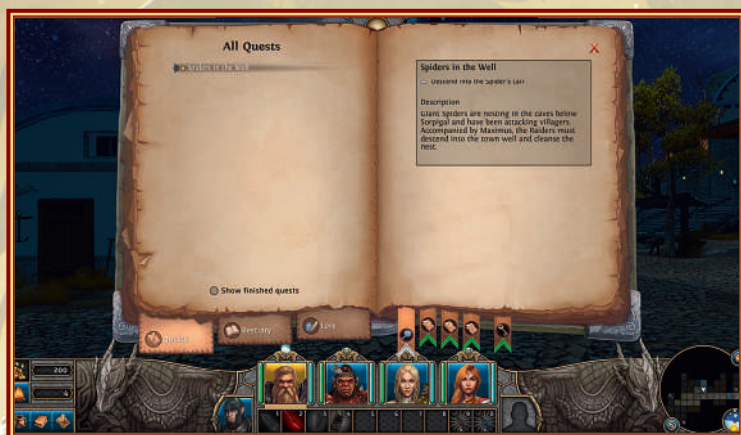 All Quests
Spiders in the Well
Spiders in the Well
Descend into the Spider's Lair
Description
Giant Spiders are nesting in the caves below
Sorpigal and have been attacking villagers.
Accompanied by Maximus, the Raiders must
descend into the town well and cleanse the
nest.
Show finished quests
Quests
Bestiary
Lore
200
4